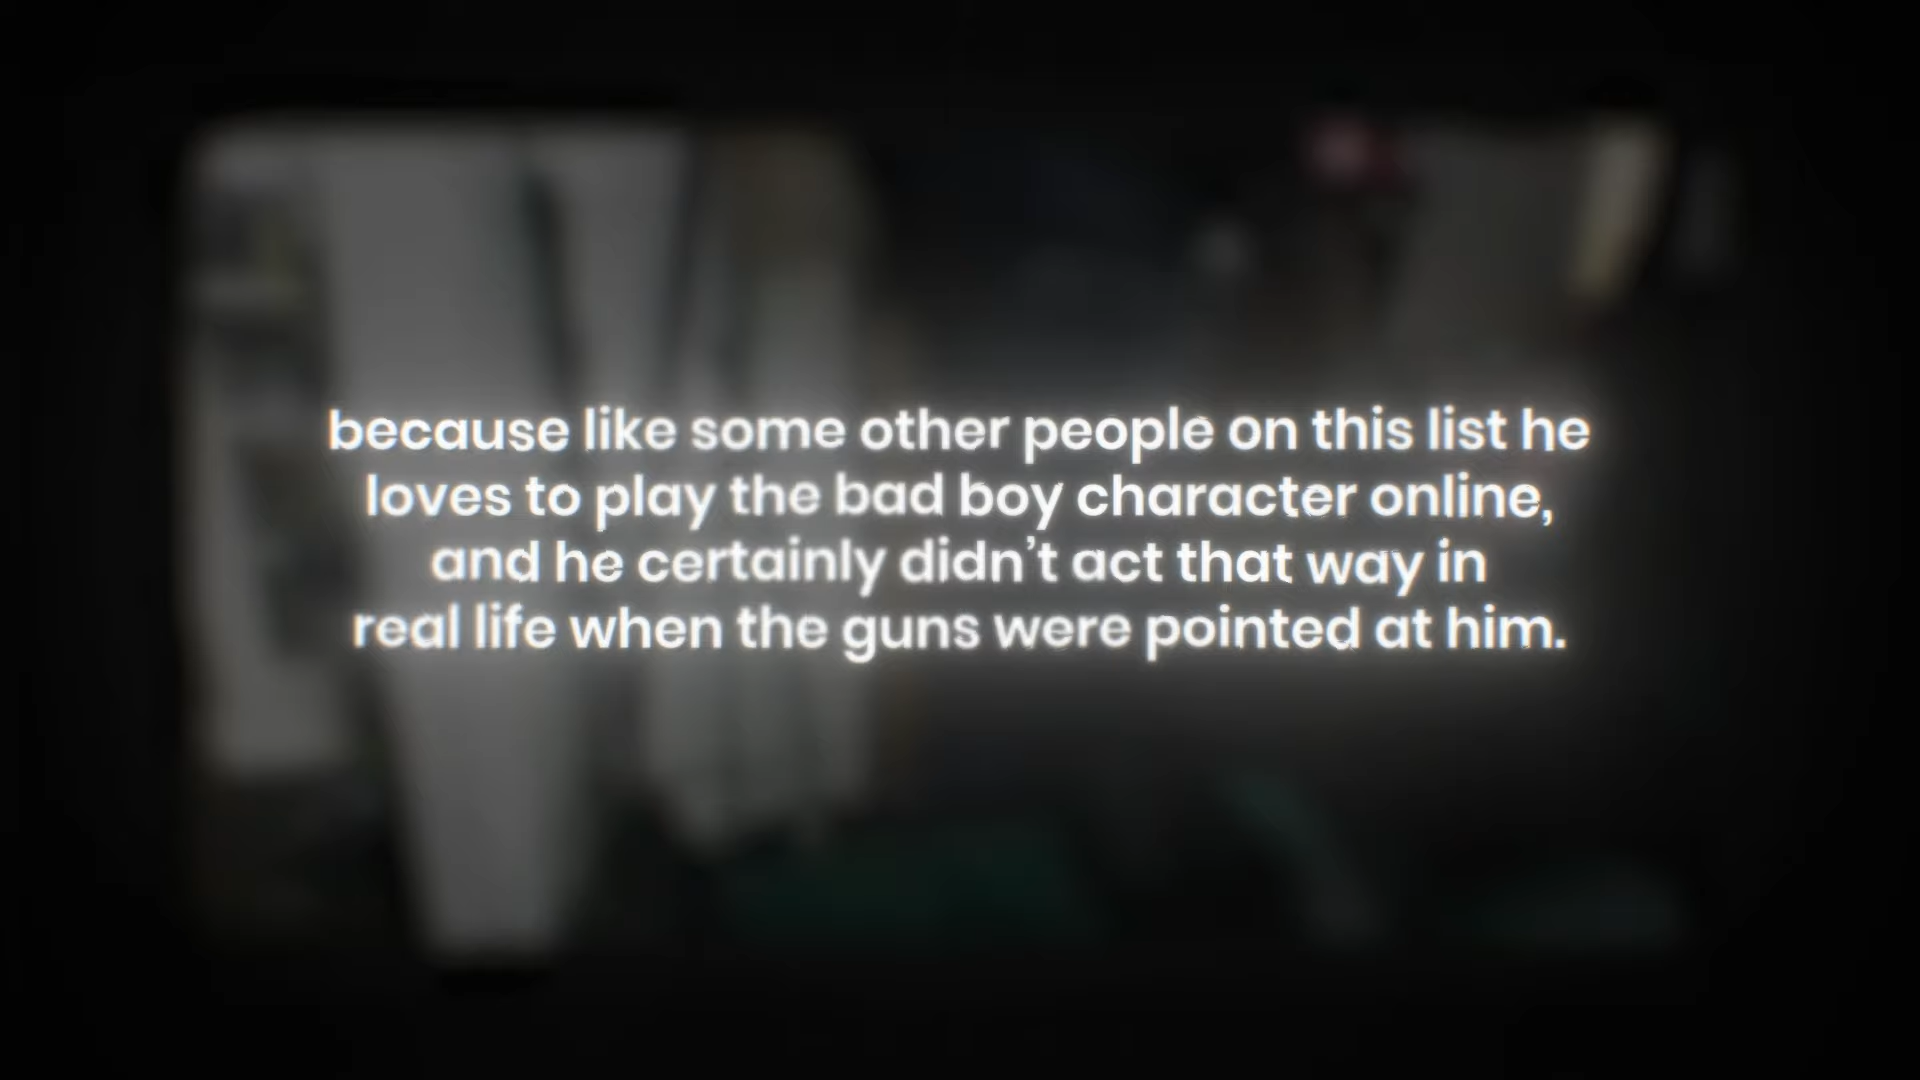 because like some other people on this list he
loves to play the bad boy character online,
and he certainly didn't act that way in
real life when the guns were pointed at him.